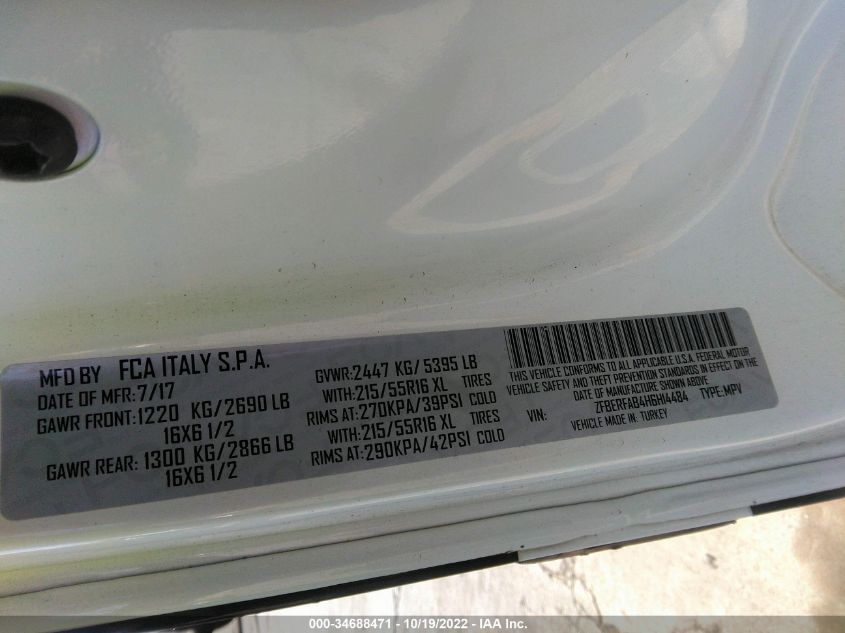 MFD BY FCA ITALY S.P.A.
DATE OF MFR:7/17
GAWR FRONT:1220 KG/2690 LB
16X6 1/2
GAWR REAR: 1300 KG/2866 LB
16X6 1/2
GVWR:2447 KG/5395 LB
WITH:215/55R16 XL TIRES
RIMS AT:270KPA/39PSI COLD
WITH:215/55R16 XL TIRES
RIMS AT:290KPA/42PSI COLD
THIS VEHICLE CONFORMS TO ALL APPLICABLE U.S.A. FEDERAL MOTOR
VEHICLE SAFETY AND THEFT PREVENTION STANDARDS IN EFFECT ON THE
DATE OF MANUFACTURE SHOWN ABOVE
VIN: ZFBERFAB4H6H14484 TYPE:MPV
VEHICLE MADE IN: TURKEY
000-34688471 - 10/19/2022 - IAA Inc.